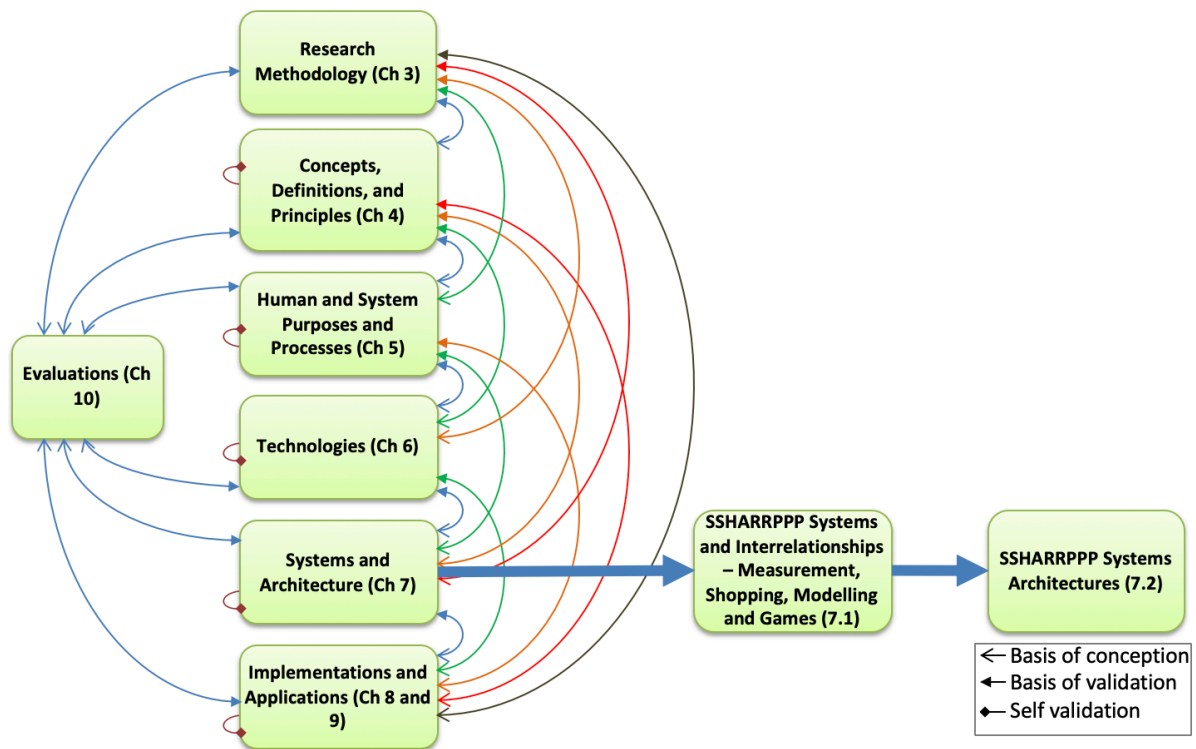 Research
Methodology (Ch 3)
Concepts,
Definitions, and
Principles (Ch 4)
Human and System
Purposes and
Processes (Ch 5)
Evaluations (Ch
10)
Technologies (Ch 6)
Systems and
Architecture (Ch 7)
SSHARRPPP Systems
and Interrelationships
– Measurement,
Shopping, Modelling
and Games (7.1)
SSHARRPPP Systems
Architectures (7.2)
Implementations and
Applications (Ch 8 and
9)
Basis of conception
Basis of validation
Self validation